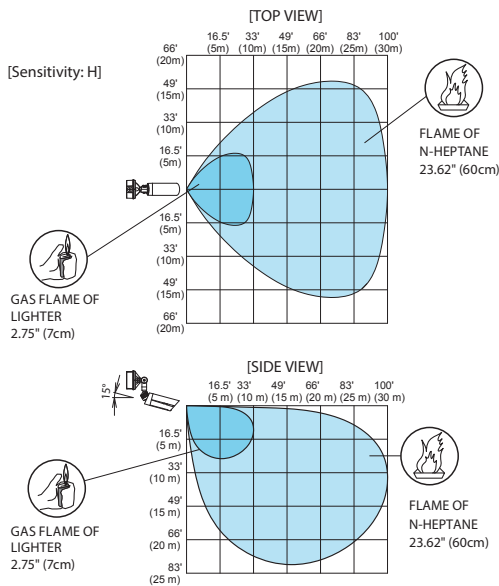 [TOP VIEW]
16.5' 33' 49' 66' 83' 100'
(5m) (10m) (15m) (20m) (25m) (30m)
66'
(20m)
[Sensitivity: H]
49'
(15m)
33'
(10m)
16.5'
(5m)
16.5'
(5m)
33'
(10m)
49'
(15m)
66'
(20m)
FLAME OF
N-HEPTANE
23.62" (60cm)
GAS FLAME OF
LIGHTER
2.75" (7cm)
[SIDE VIEW]
16.5' 33' 49' 66' 83' 100'
(5 m) (10 m) (15 m) (20 m) (25 m) (30 m)
15°
16.5'
(5 m)
33'
(10 m)
49'
(15 m)
66'
(20 m)
83'
(25 m)
GAS FLAME OF
LIGHTER
2.75" (7cm)
FLAME OF
N-HEPTANE
23.62" (60cm)